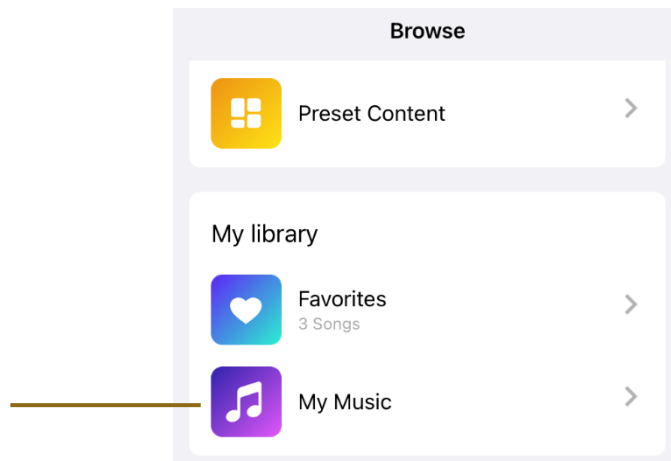 Browse
Preset Content
My library
Favorites
3 Songs
My Music